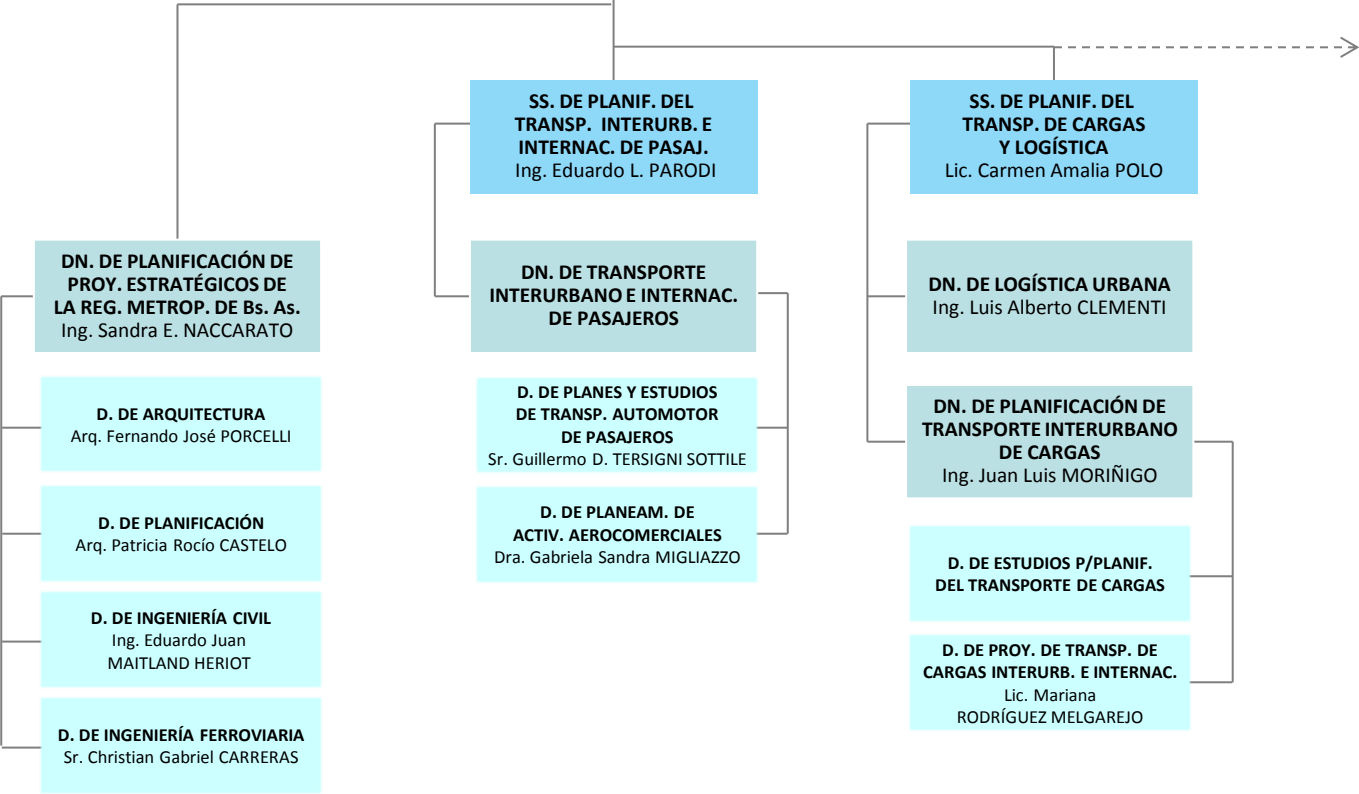 SS. DE PLANIF. DEL
TRANSP. INTERURB. E
INTERNAC. DE PASAJ.
Ing. Eduardo L. PARODI
SS. DE PLANIF. DEL
TRANSP. DE CARGAS
Y LOGÍSTICA
Lic. Carmen Amalia POLO
DN. DE PLANIFICACIÓN DE
PROY. ESTRATÉGICOS DE
LA REG. METROP. DE Bs. As.
Ing. Sandra E. NACCARATO
DN. DE TRANSPORTE
INTERURBANO E INTERNAC.
DE PASAJEROS
DN. DE LOGÍSTICA URBANA
Ing. Luis Alberto CLEMENTI
D. DE ARQUITECTURA
Arq. Fernando José PORCELLI
D. DE PLANES Y ESTUDIOS
DE TRANSP. AUTOMOTOR
DE PASAJEROS
Sr. Guillermo D. TERSIGNI SOTTILE
DN. DE PLANIFICACIÓN DE
TRANSPORTE INTERURBANO
DE CARGAS
Ing. Juan Luis MORIÑIGO
D. DE PLANIFICACIÓN
Arq. Patricia Rocío CASTELO
D. DE PLANEAM. DE
ACTIV. AEROCOMERCIALES
Dra. Gabriela Sandra MIGLIAZZO
D. DE ESTUDIOS P/PLANIF.
DEL TRANSPORTE DE CARGAS
D. DE INGENIERÍA CIVIL
Ing. Eduardo Juan
MAITLAND HERIOT
D. DE PROY. DE TRANSP. DE
CARGAS INTERURB. E INTERNAC.
Lic. Mariana
RODRÍGUEZ MELGAREJO
D. DE INGENIERÍA FERROVIARIA
Sr. Christian Gabriel CARRERAS